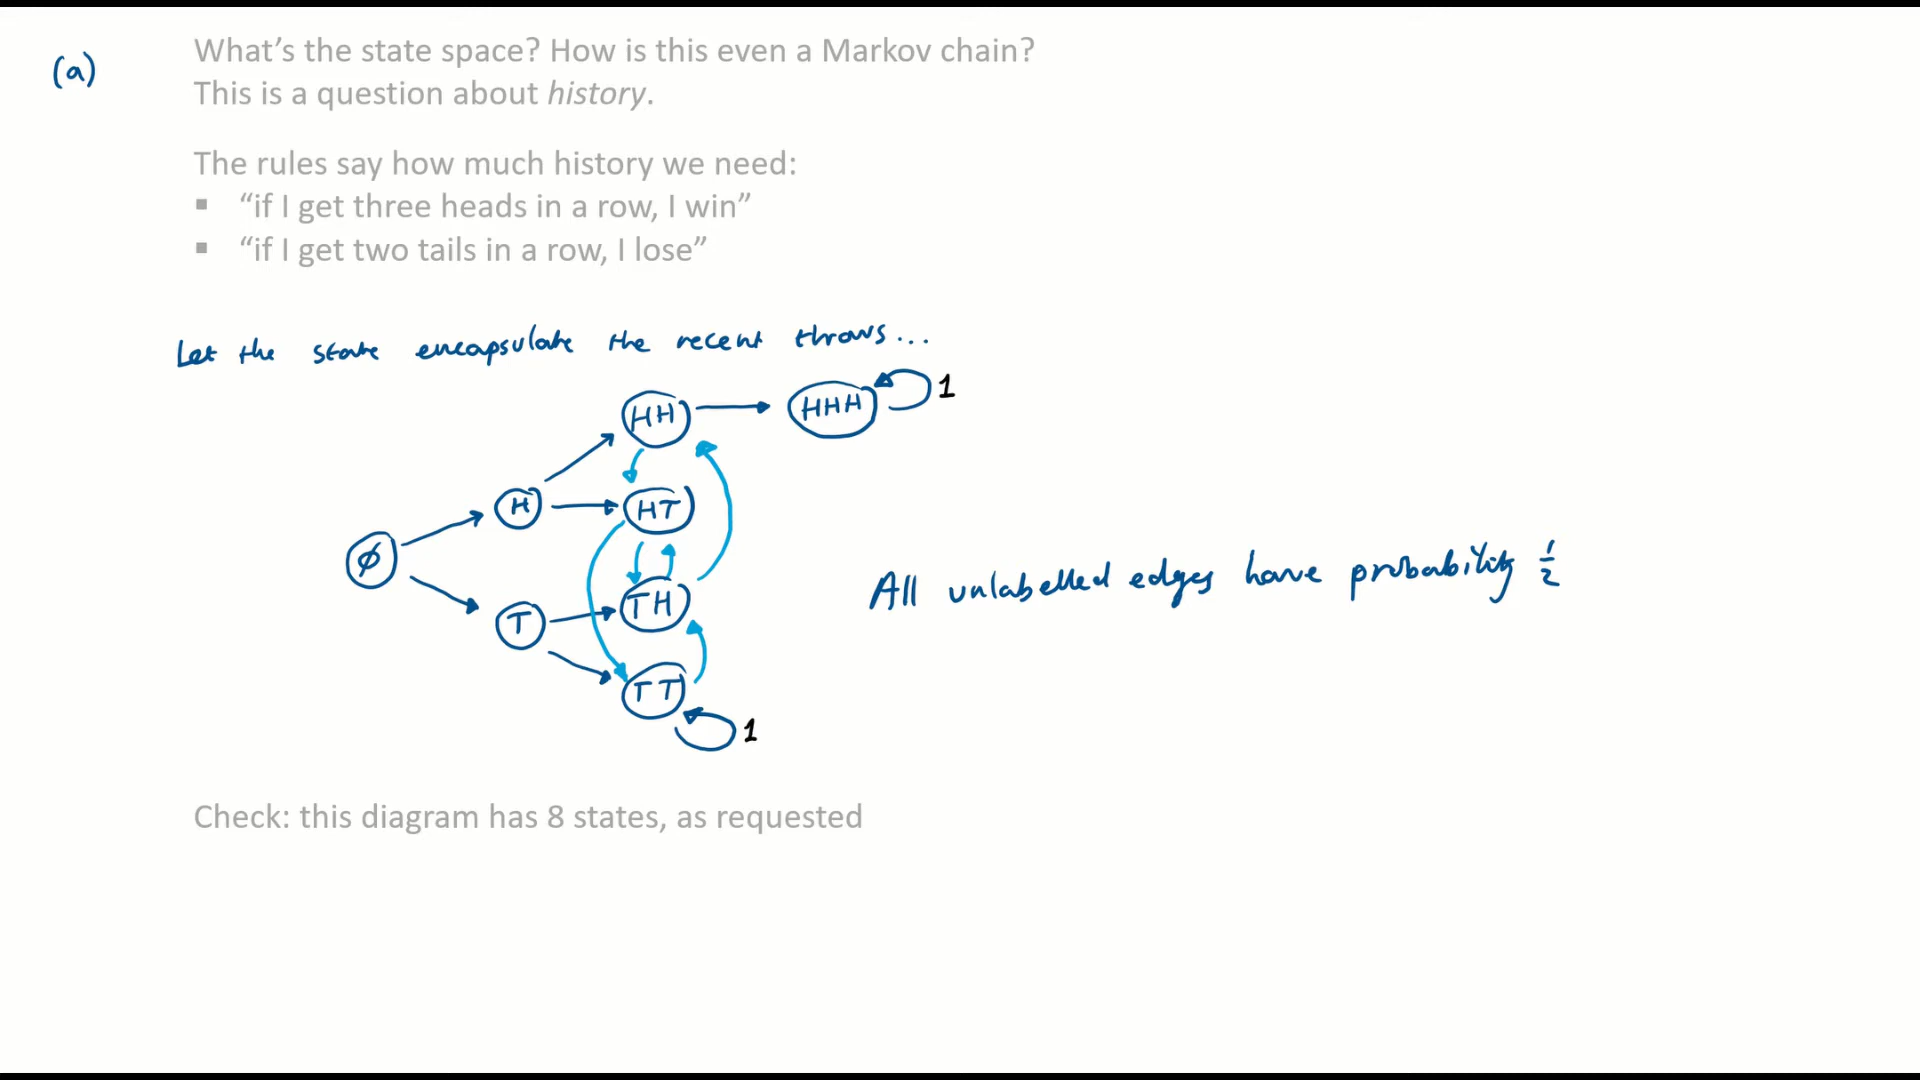 (a)
What’s the state space? How is this even a Markov chain?
This is a question about history.
The rules say how much history we need:
▪ “if I get three heads in a row, I win”
▪ “if I get two tails in a row, I lose”
Let the state encapsulate the recent throws...
HH HHH 1
H HT
∅
All unlabelled edges have probability ½
T TH
TT
1
Check: this diagram has 8 states, as requested